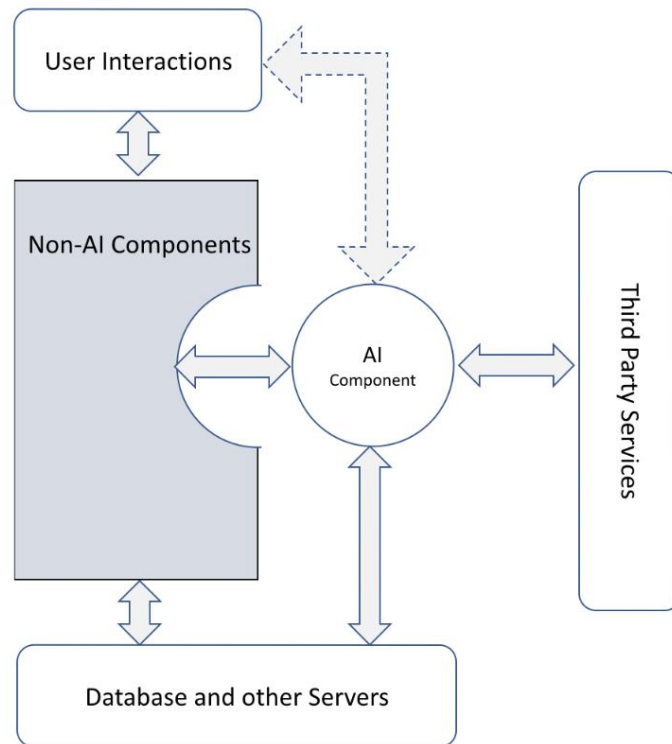 User Interactions
Non-AI Components
AI
Component
Third Party Services
Database and other Servers